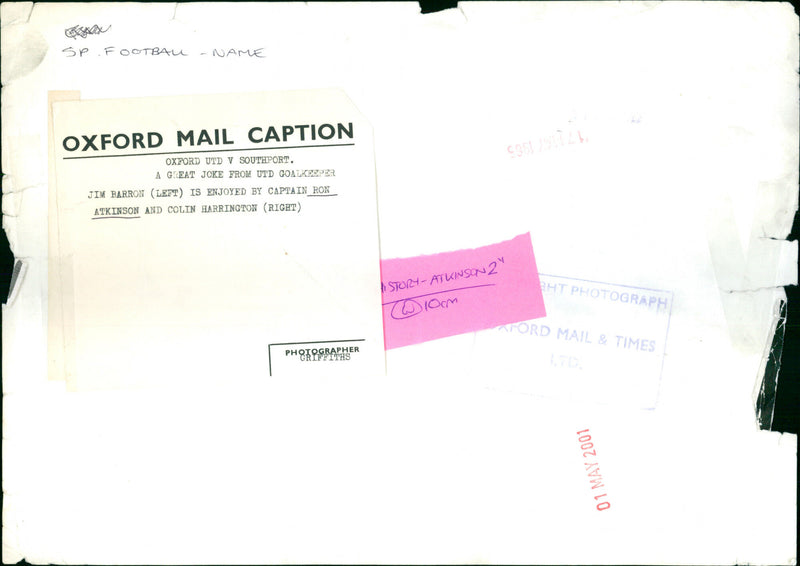 SP. FOOTBALL - NAME
OXFORD MAIL CAPTION
OXFORD UTD V SOUTHPORT.
A GREAT JOKE FROM UTD GOALKEEPER
JIM BARRON (LEFT) IS ENJOYED BY CAPTAIN RON
ATKINSON AND COLIN HARRINGTON (RIGHT)
PHOTOGRAPHER
GRIFFITHS
HISTORY-ATKINSON 2"
W 10cm
HT PHOTOGRAPH
OXFORD MAIL & TIMES
LTD.
01 MAY 2001